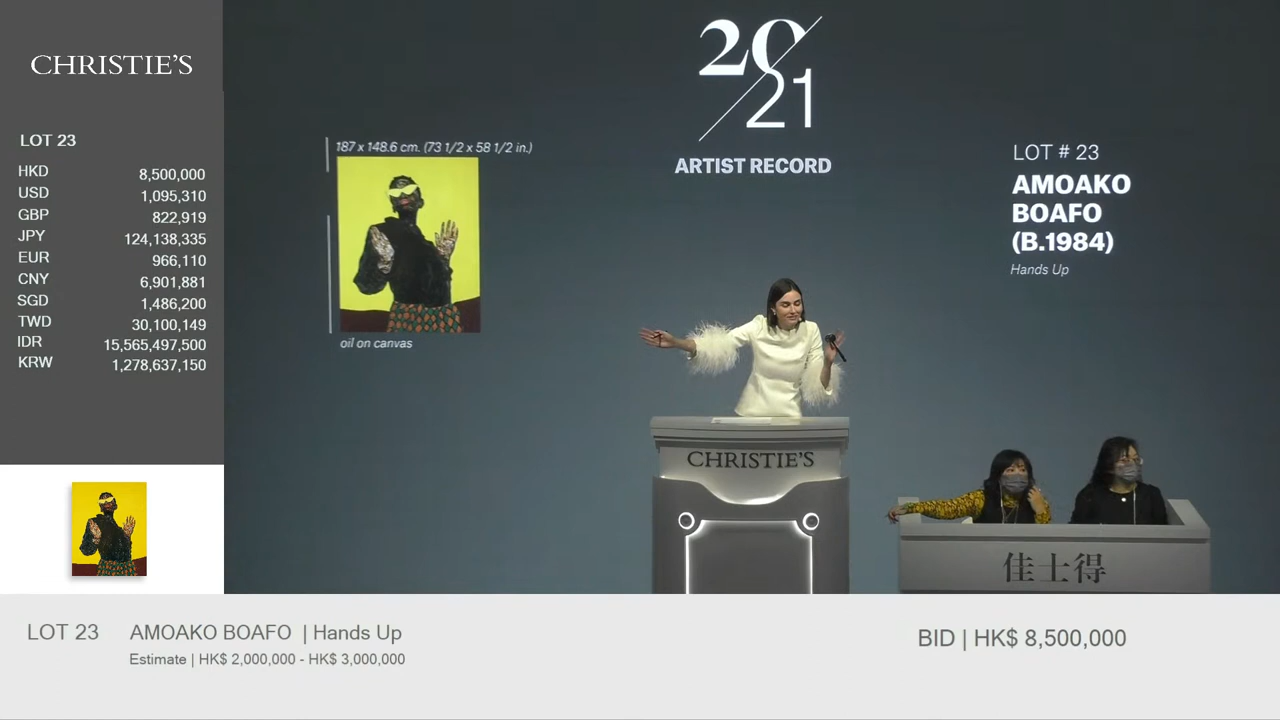 CHRISTIE'S
LOT 23
HKD 8,500,000
USD 1,095,310
GBP 822,919
JPY 124,138,335
EUR 966,110
CNY 6,901,881
SGD 1,486,200
TWD 30,100,149
IDR 15,565,497,500
KRW 1,278,637,150
20/21
ARTIST RECORD
187 x 148.6 cm. (73 1/2 x 58 1/2 in.)
oil on canvas
LOT # 23
AMOAKO
BOAFO
(B.1984)
Hands Up
CHRISTIE'S
佳士得
LOT 23 AMOAKO BOAFO | Hands Up
Estimate | HK$ 2,000,000 - HK$ 3,000,000
BID | HK$ 8,500,000